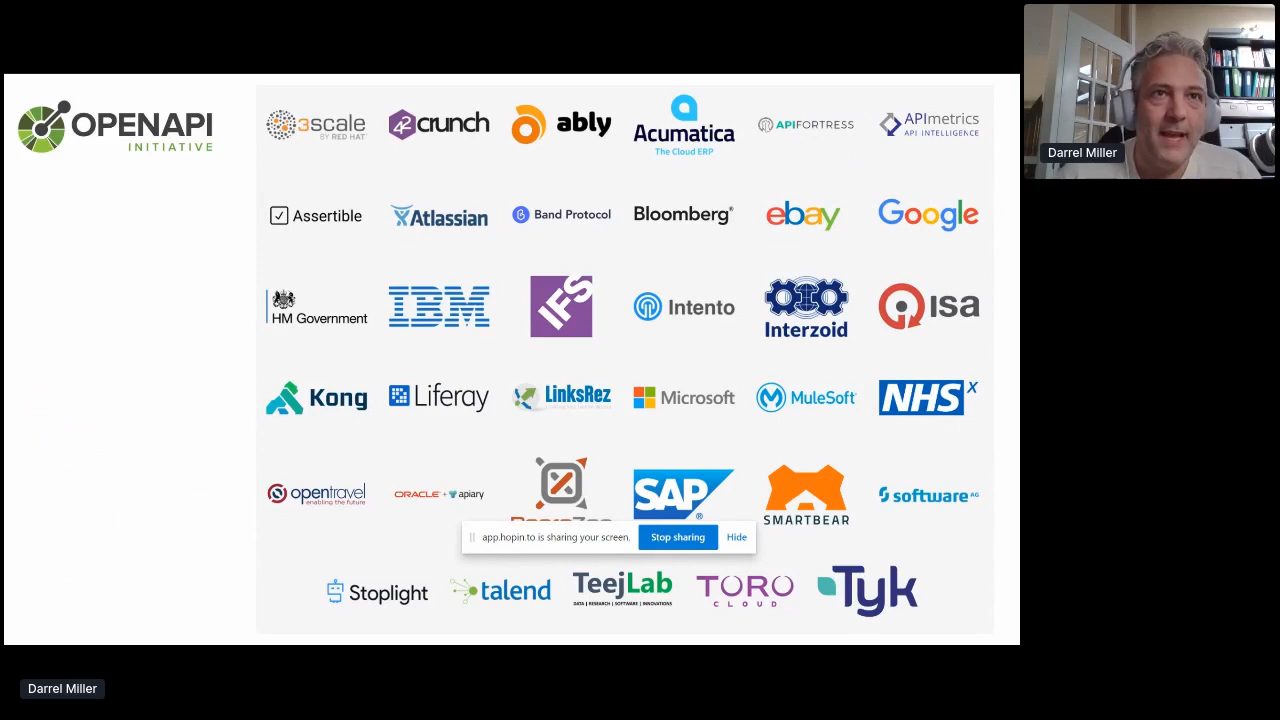 OPENAPI
INITIATIVE
3scale
BY RED HAT
42crunch
ably
Acumatica
The Cloud ERP
APIFORTRESS
APImetrics
API INTELLIGENCE
Darrel Miller
Assertible
Atlassian
Band Protocol
Bloomberg®
ebay
Google
HM Government
IBM
IFS
Intento
Interzoid
isa
Kong
Liferay
LinksRez
Microsoft
MuleSoft
NHS X
opentravel
enabling the future
ORACLE + apiary
SAP ®
SMARTBEAR
software AG
app.hopin.to is sharing your screen.
Stop sharing
Hide
Stoplight
talend
TeejLab
DATA | RESEARCH | SOFTWARE | INNOVATIONS
TORO
CLOUD
Tyk
Darrel Miller